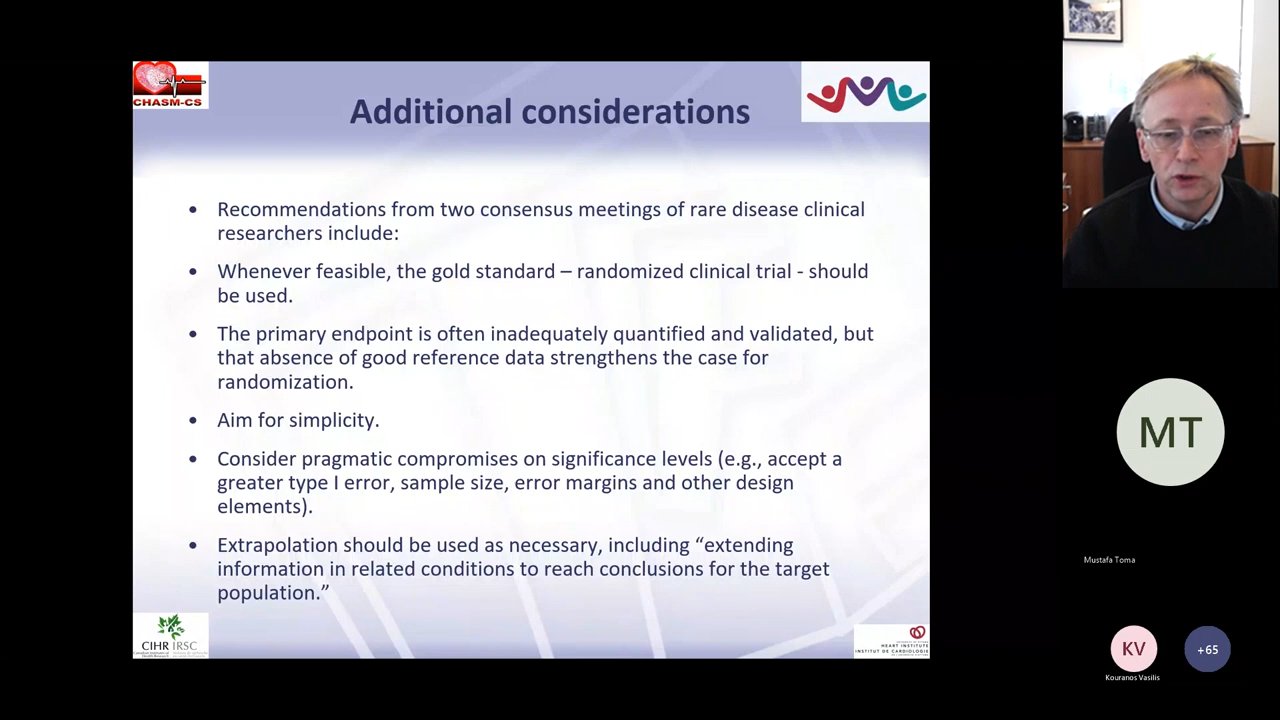 CHASM-CS
Additional considerations
• Recommendations from two consensus meetings of rare disease clinical
researchers include:
• Whenever feasible, the gold standard – randomized clinical trial - should
be used.
• The primary endpoint is often inadequately quantified and validated, but
that absence of good reference data strengthens the case for
randomization.
• Aim for simplicity.
• Consider pragmatic compromises on significance levels (e.g., accept a
greater type I error, sample size, error margins and other design
elements).
• Extrapolation should be used as necessary, including “extending
information in related conditions to reach conclusions for the target
population.”
CIHR IRSC
HEART INSTITUTE
INSTITUT DE CARDIOLOGIE
MT
Mustafa Toma
KV
+65
Kouranos Vasilis